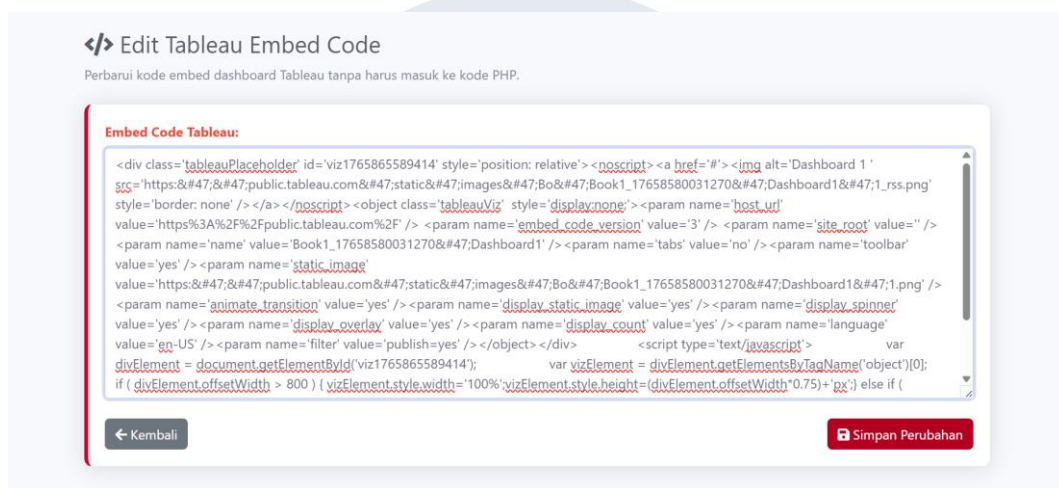 </> Edit Tableau Embed Code
Perbarui kode embed dashboard Tableau tanpa harus masuk ke kode PHP.
Embed Code Tableau:
<div class='tableauPlaceholder' id='viz1765865589414' style='position: relative'><noscript><a href='#'><img alt='Dashboard 1 '
src='https:&#47;&#47;public.tableau.com&#47;static&#47;images&#47;Bo&#47;Book1_17658580031270&#47;Dashboard1&#47;1_rss.png'
style='border: none' /></a></noscript><object class='tableauViz'  style='display:none;'><param name='host_url'
value='https%3A%2F%2Fpublic.tableau.com%2F' /> <param name='embed_code_version' value='3' /> <param name='site_root' value='' />
<param name='name' value='Book1_17658580031270&#47;Dashboard1' /><param name='tabs' value='no' /><param name='toolbar'
value='yes' /><param name='static_image'
value='https:&#47;&#47;public.tableau.com&#47;static&#47;images&#47;Bo&#47;Book1_17658580031270&#47;Dashboard1&#47;1.png' />
<param name='animate_transition' value='yes' /><param name='display_static_image' value='yes' /><param name='display_spinner'
value='yes' /><param name='display_overlay' value='yes' /><param name='display_count' value='yes' /><param name='language'
value='en-US' /><param name='filter' value='publish=yes' /></object></div>                <script type='text/javascript'>                    var
divElement = document.getElementById('viz1765865589414');                    var vizElement = divElement.getElementsByTagName('object')[0];
if ( divElement.offsetWidth > 800 ) { vizElement.style.width='100%';vizElement.style.height=(divElement.offsetWidth*0.75)+'px';} else if (
Kembali
Simpan Perubahan